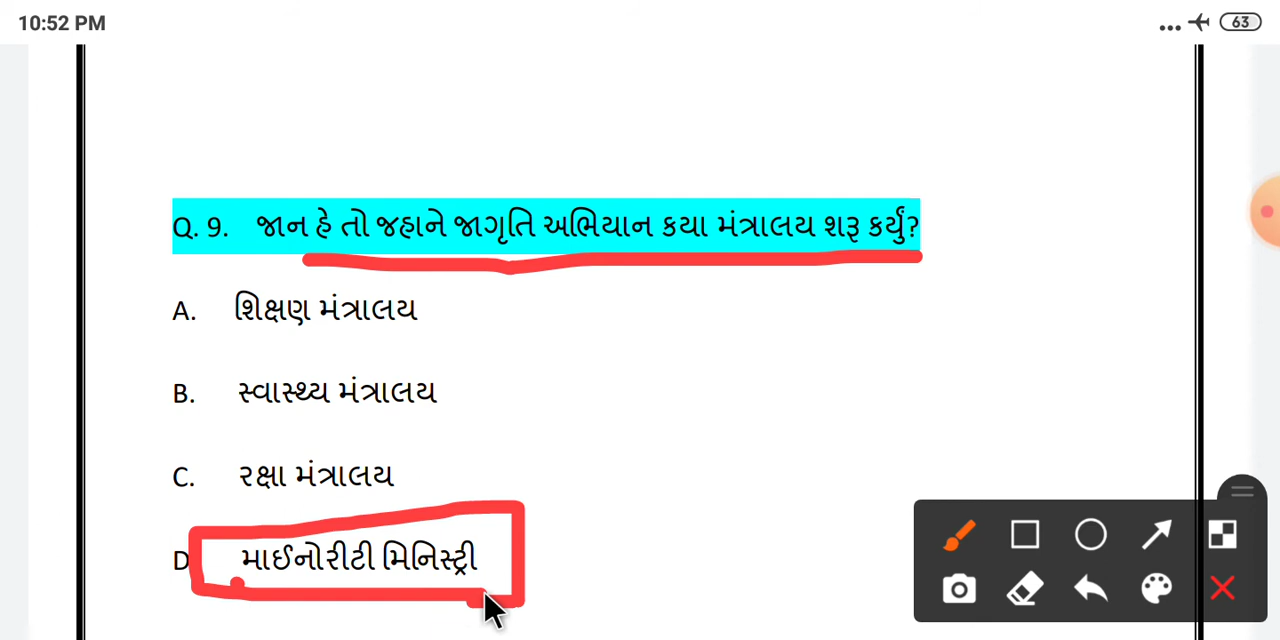 10:52 PM
63
Q. 9. જાન હે તો જહાને જાગૃતિ અભિયાન કયા મંત્રાલય શરૂ કર્યું?
A. શિક્ષણ મંત્રાલય
B. સ્વાસ્થ્ય મંત્રાલય
C. રક્ષા મંત્રાલય
D માઈનોરીટી મિનિસ્ટ્રી